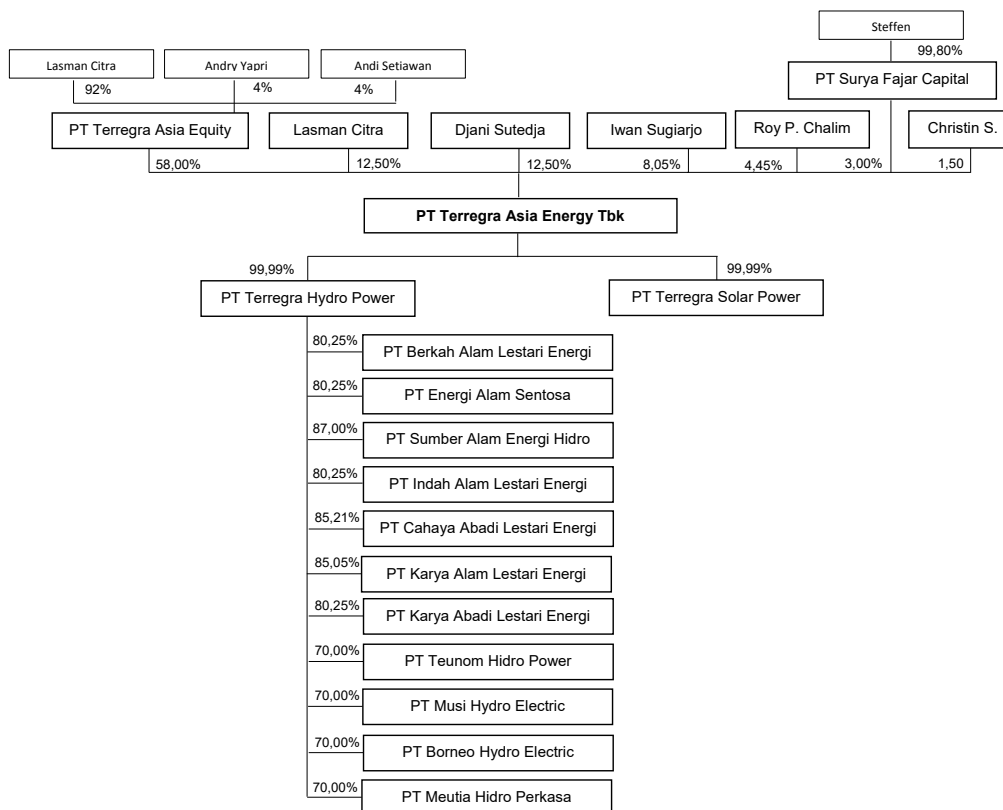 Steffen
99,80%
Lasman Citra
Andry Yapri
Andi Setiawan
PT Surya Fajar Capital
92%
4%
4%
PT Terregra Asia Equity
Lasman Citra
Djani Sutedja
Iwan Sugiarjo
Roy P. Chalim
Christin S.
58,00%
12,50%
12,50%
8,05%
4,45%
3,00%
1,50
PT Terregra Asia Energy Tbk
99,99%
99,99%
PT Terregra Hydro Power
PT Terregra Solar Power
80,25%
PT Berkah Alam Lestari Energi
80,25%
PT Energi Alam Sentosa
87,00%
PT Sumber Alam Energi Hidro
80,25%
PT Indah Alam Lestari Energi
85,21%
PT Cahaya Abadi Lestari Energi
85,05%
PT Karya Alam Lestari Energi
80,25%
PT Karya Abadi Lestari Energi
70,00%
PT Teunom Hidro Power
70,00%
PT Musi Hydro Electric
70,00%
PT Borneo Hydro Electric
70,00%
PT Meutia Hidro Perkasa